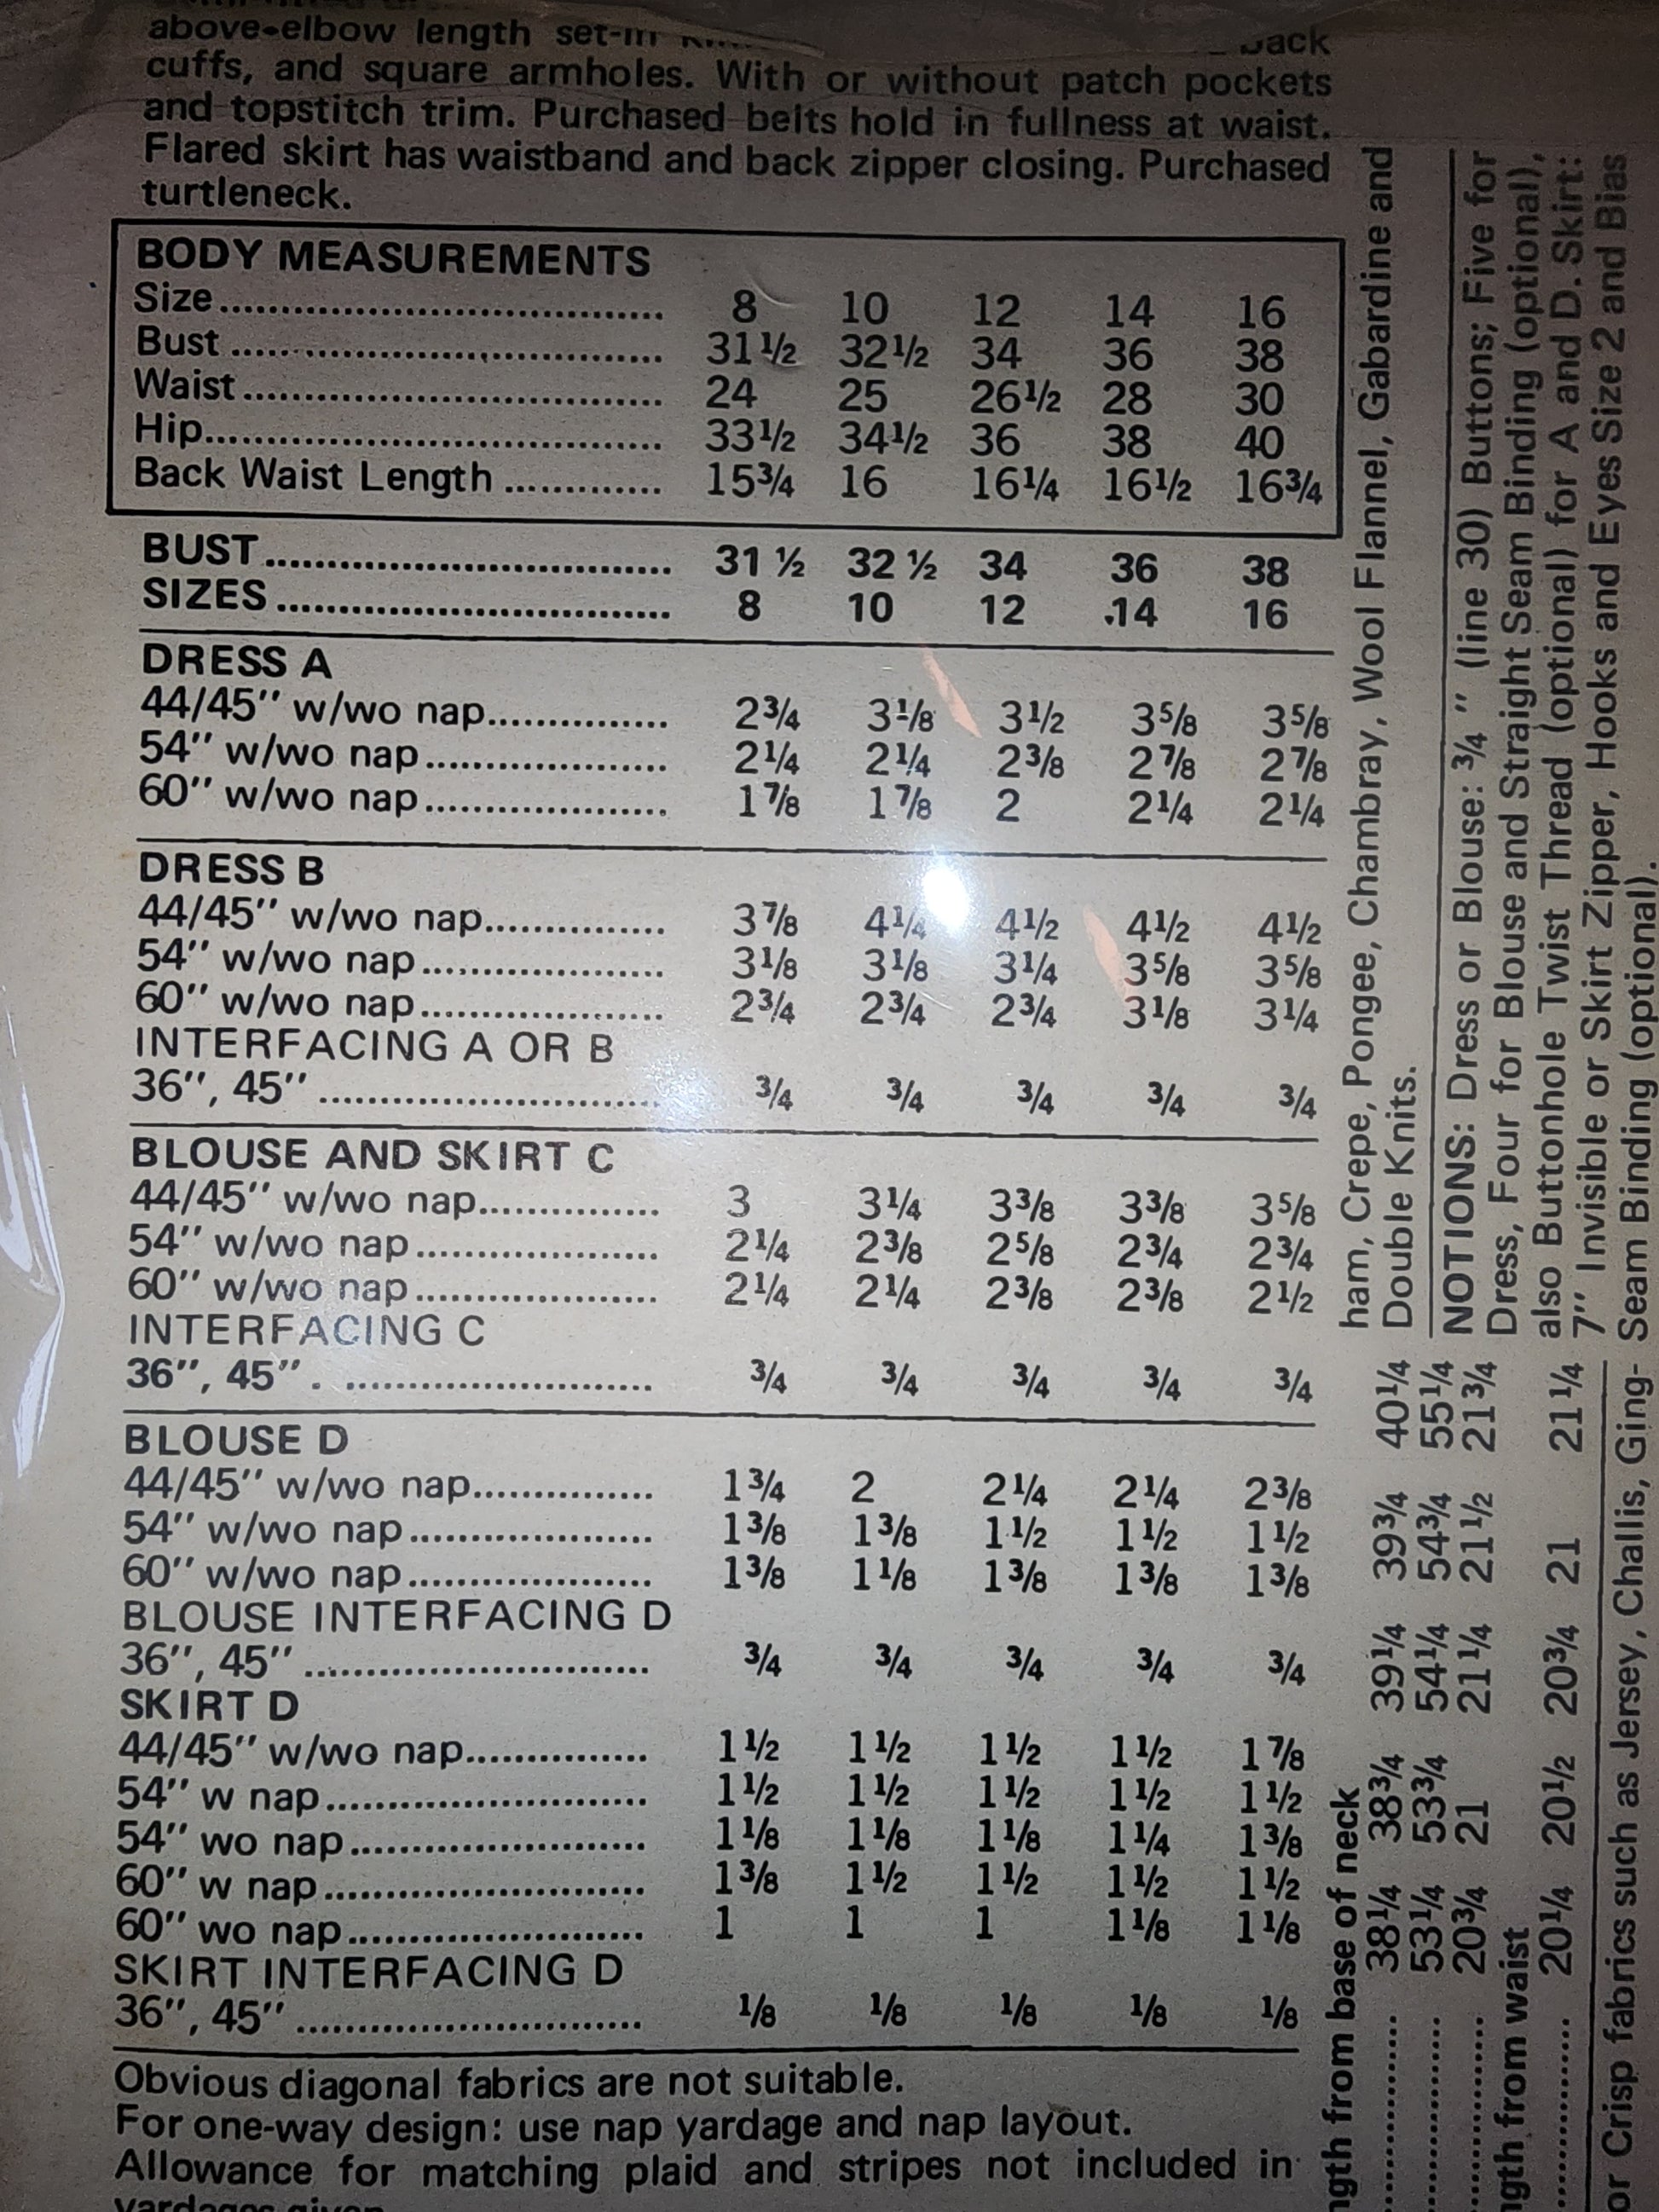 above-elbow length set-in back
cuffs, and square armholes. With or without patch pockets
and topstitch trim. Purchased belts hold in fullness at waist.
Flared skirt has waistband and back zipper closing. Purchased
turtleneck.
BODY MEASUREMENTS
Size 8 10 12 14 16
Bust 31½ 32½ 34 36 38
Waist 24 25 26½ 28 30
Hip 33½ 34½ 36 38 40
Back Waist Length 15¾ 16 16¼ 16½ 16¾
BUST 31 ½ 32 ½ 34 36 38
SIZES 8 10 12 14 16
DRESS A
44/45'' w/wo nap 2¾ 3⅛ 3½ 3⅝ 3⅝
54'' w/wo nap 2¼ 2¼ 2⅜ 2⅞ 2⅞
60'' w/wo nap 1⅞ 1⅞ 2 2¼ 2¼
DRESS B
44/45'' w/wo nap 3⅞ 4¼ 4½ 4½ 4½
54'' w/wo nap 3⅛ 3⅛ 3¼ 3⅝ 3⅝
60'' w/wo nap 2¾ 2¾ 2¾ 3⅛ 3¼
INTERFACING A OR B
36'', 45'' ¾ ¾ ¾ ¾ ¾
BLOUSE AND SKIRT C
44/45'' w/wo nap 3 3¼ 3⅜ 3⅜ 3⅝
54'' w/wo nap 2¼ 2⅜ 2⅝ 2¾ 2¾
60'' w/wo nap 2¼ 2¼ 2⅜ 2⅜ 2½
INTERFACING C
36'', 45'' ¾ ¾ ¾ ¾ ¾
BLOUSE D
44/45'' w/wo nap 1¾ 2 2¼ 2¼ 2⅜
54'' w/wo nap 1⅜ 1⅜ 1½ 1½ 1½
60'' w/wo nap 1⅜ 1⅛ 1⅜ 1⅜ 1⅜
BLOUSE INTERFACING D
36'', 45'' ¾ ¾ ¾ ¾ ¾
SKIRT D
44/45'' w/wo nap 1½ 1½ 1½ 1½ 1⅞
54'' w nap 1½ 1½ 1½ 1½ 1½
54'' wo nap 1⅛ 1⅛ 1⅛ 1¼ 1⅜
60'' w nap 1⅜ 1½ 1½ 1½ 1½
60'' wo nap 1 1 1 1⅛ 1⅛
SKIRT INTERFACING D
36'', 45'' ⅛ ⅛ ⅛ ⅛ ⅛
Obvious diagonal fabrics are not suitable.
For one-way design: use nap yardage and nap layout.
Allowance for matching plaid and stripes not included in
yardages given.
from base of neck
38¼ 38¾ 39¼ 39¾ 40¼
53¼ 53¾ 54¼ 54¾ 55¼
20¾ 21 21¼ 21½ 21¾
from waist
20¼ 20½ 20¾ 21 21¼
or Crisp fabrics such as Jersey, Challis, Ging-
ham, Crepe, Pongee, Chambray, Wool Flannel, Gabardine and
Double Knits.
NOTIONS: Dress or Blouse: ¾ '' (line 30) Buttons; Five for
Dress, Four for Blouse and Straight Seam Binding (optional),
also Buttonhole Twist Thread (optional) for A and D. Skirt:
7'' Invisible or Skirt Zipper, Hooks and Eyes Size 2 and Bias
Seam Binding (optional).